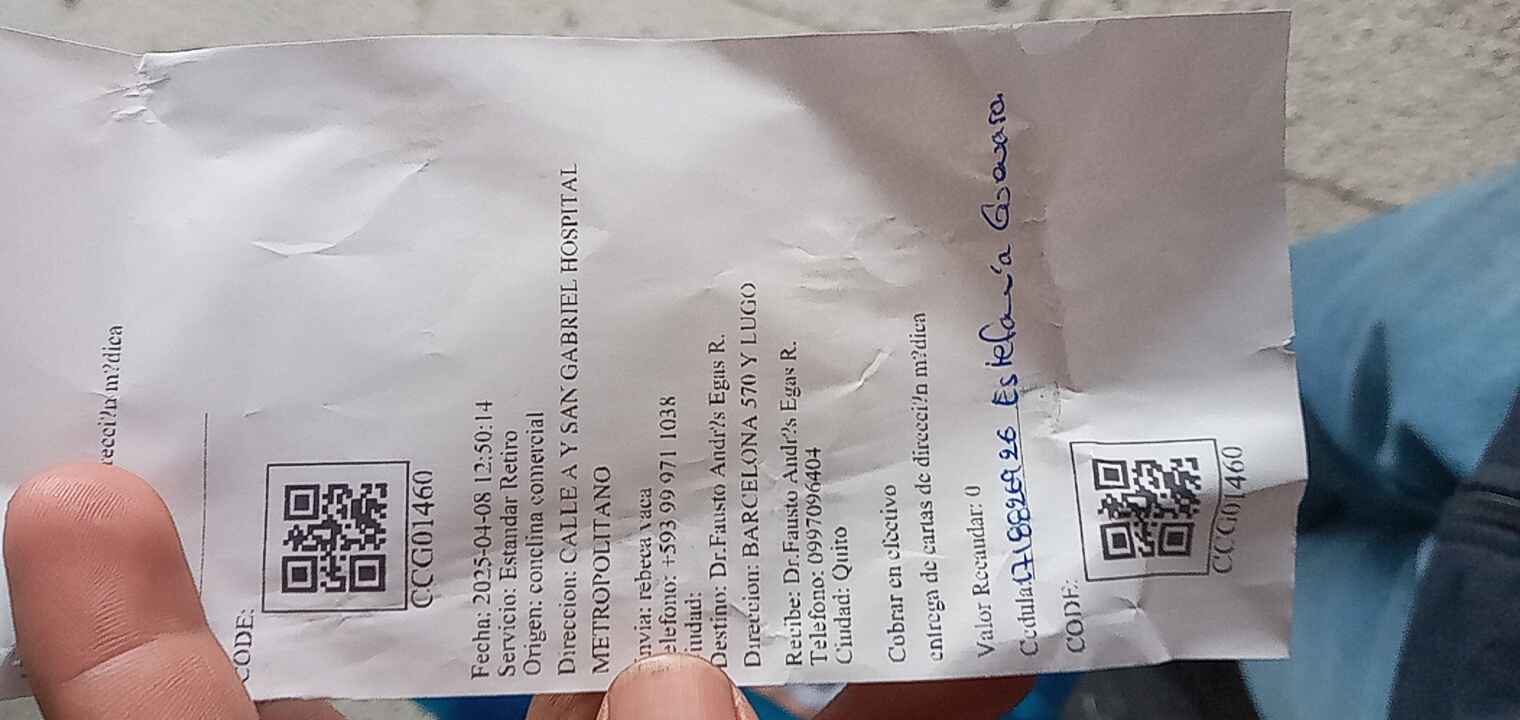 recci?n m?dica
CODE:
CCG01460
Fecha: 2025-04-08 12:50:14
Servicio: Estandar Retiro
Origen: conclina comercial
Direccion: CALLE A Y SAN GABRIEL HOSPITAL
METROPOLITANO
nvia: rebeca vaca
elefono: +593 99 971 1038
iudad:
Destino: Dr.Fausto Andr?s Egas R.
Direccion: BARCELONA 570 Y LUGO
Recibe: Dr.Fausto Andr?s Egas R.
Telefono: 0997096404
Ciudad: Quito
Cobrar en efectivo
entrega de cartas de direcci?n m?dica
Valor Recaudar: 0
Cedula: Estefanía Guevara
CODE:
CCG01460